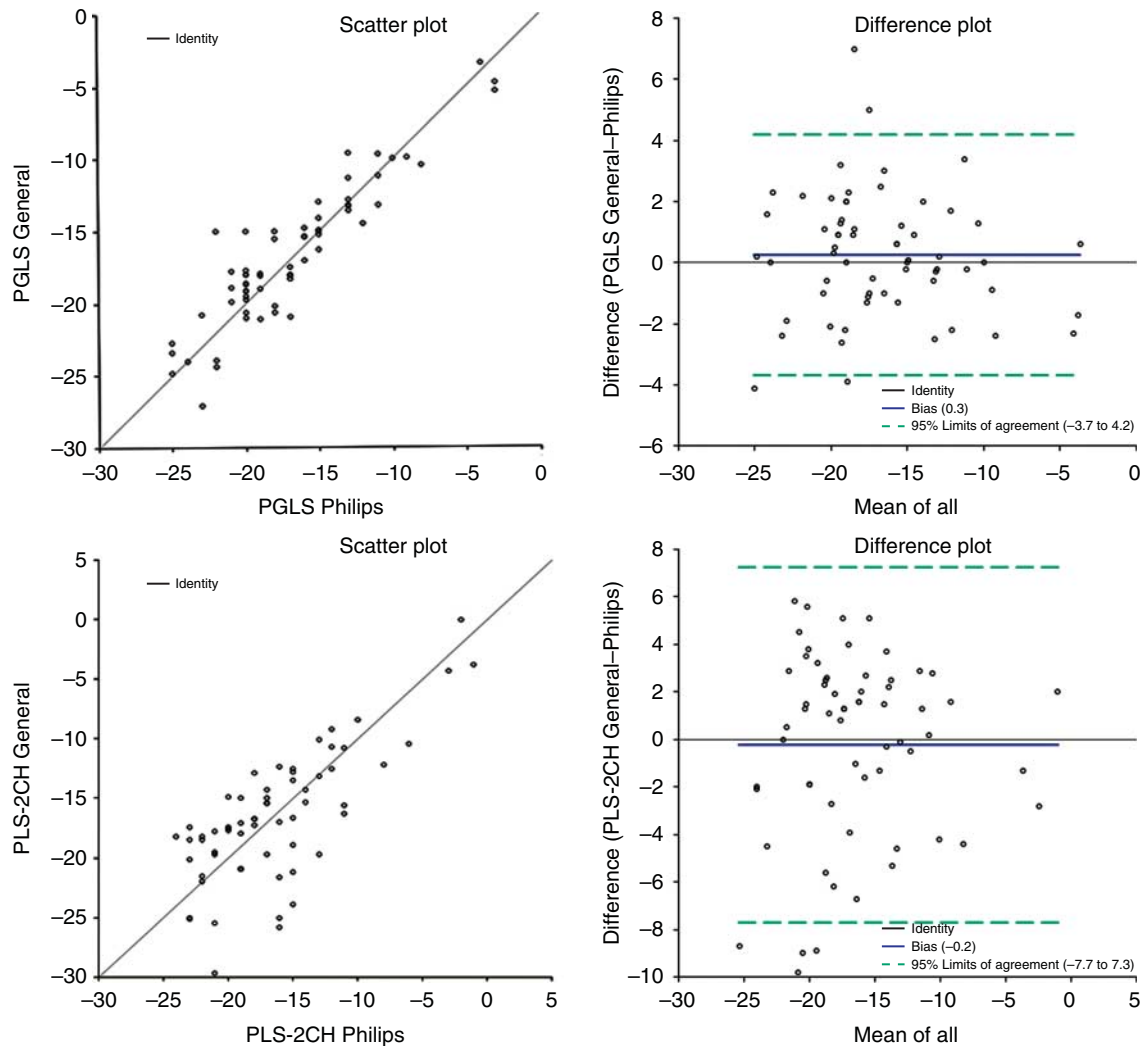 Scatter plot
Identity
0
−5
−10
−15
−20
−25
−30
PGLS General
−30 −25 −20 −15 −10 −5 0
PGLS Philips
Difference plot
8
6
4
2
0
−2
−4
−6
Difference (PGLS General–Philips)
Identity
Bias (0.3)
95% Limits of agreement (−3.7 to 4.2)
−30 −25 −20 −15 −10 −5 0
Mean of all
Scatter plot
Identity
5
0
−5
−10
−15
−20
−25
−30
PLS-2CH General
−30 −25 −20 −15 −10 −5 0 5
PLS-2CH Philips
Difference plot
8
6
4
2
0
−2
−4
−6
−8
−10
Difference (PLS-2CH General–Philips)
Identity
Bias (−0.2)
95% Limits of agreement (−7.7 to 7.3)
−30 −25 −20 −15 −10 −5 0 5
Mean of all